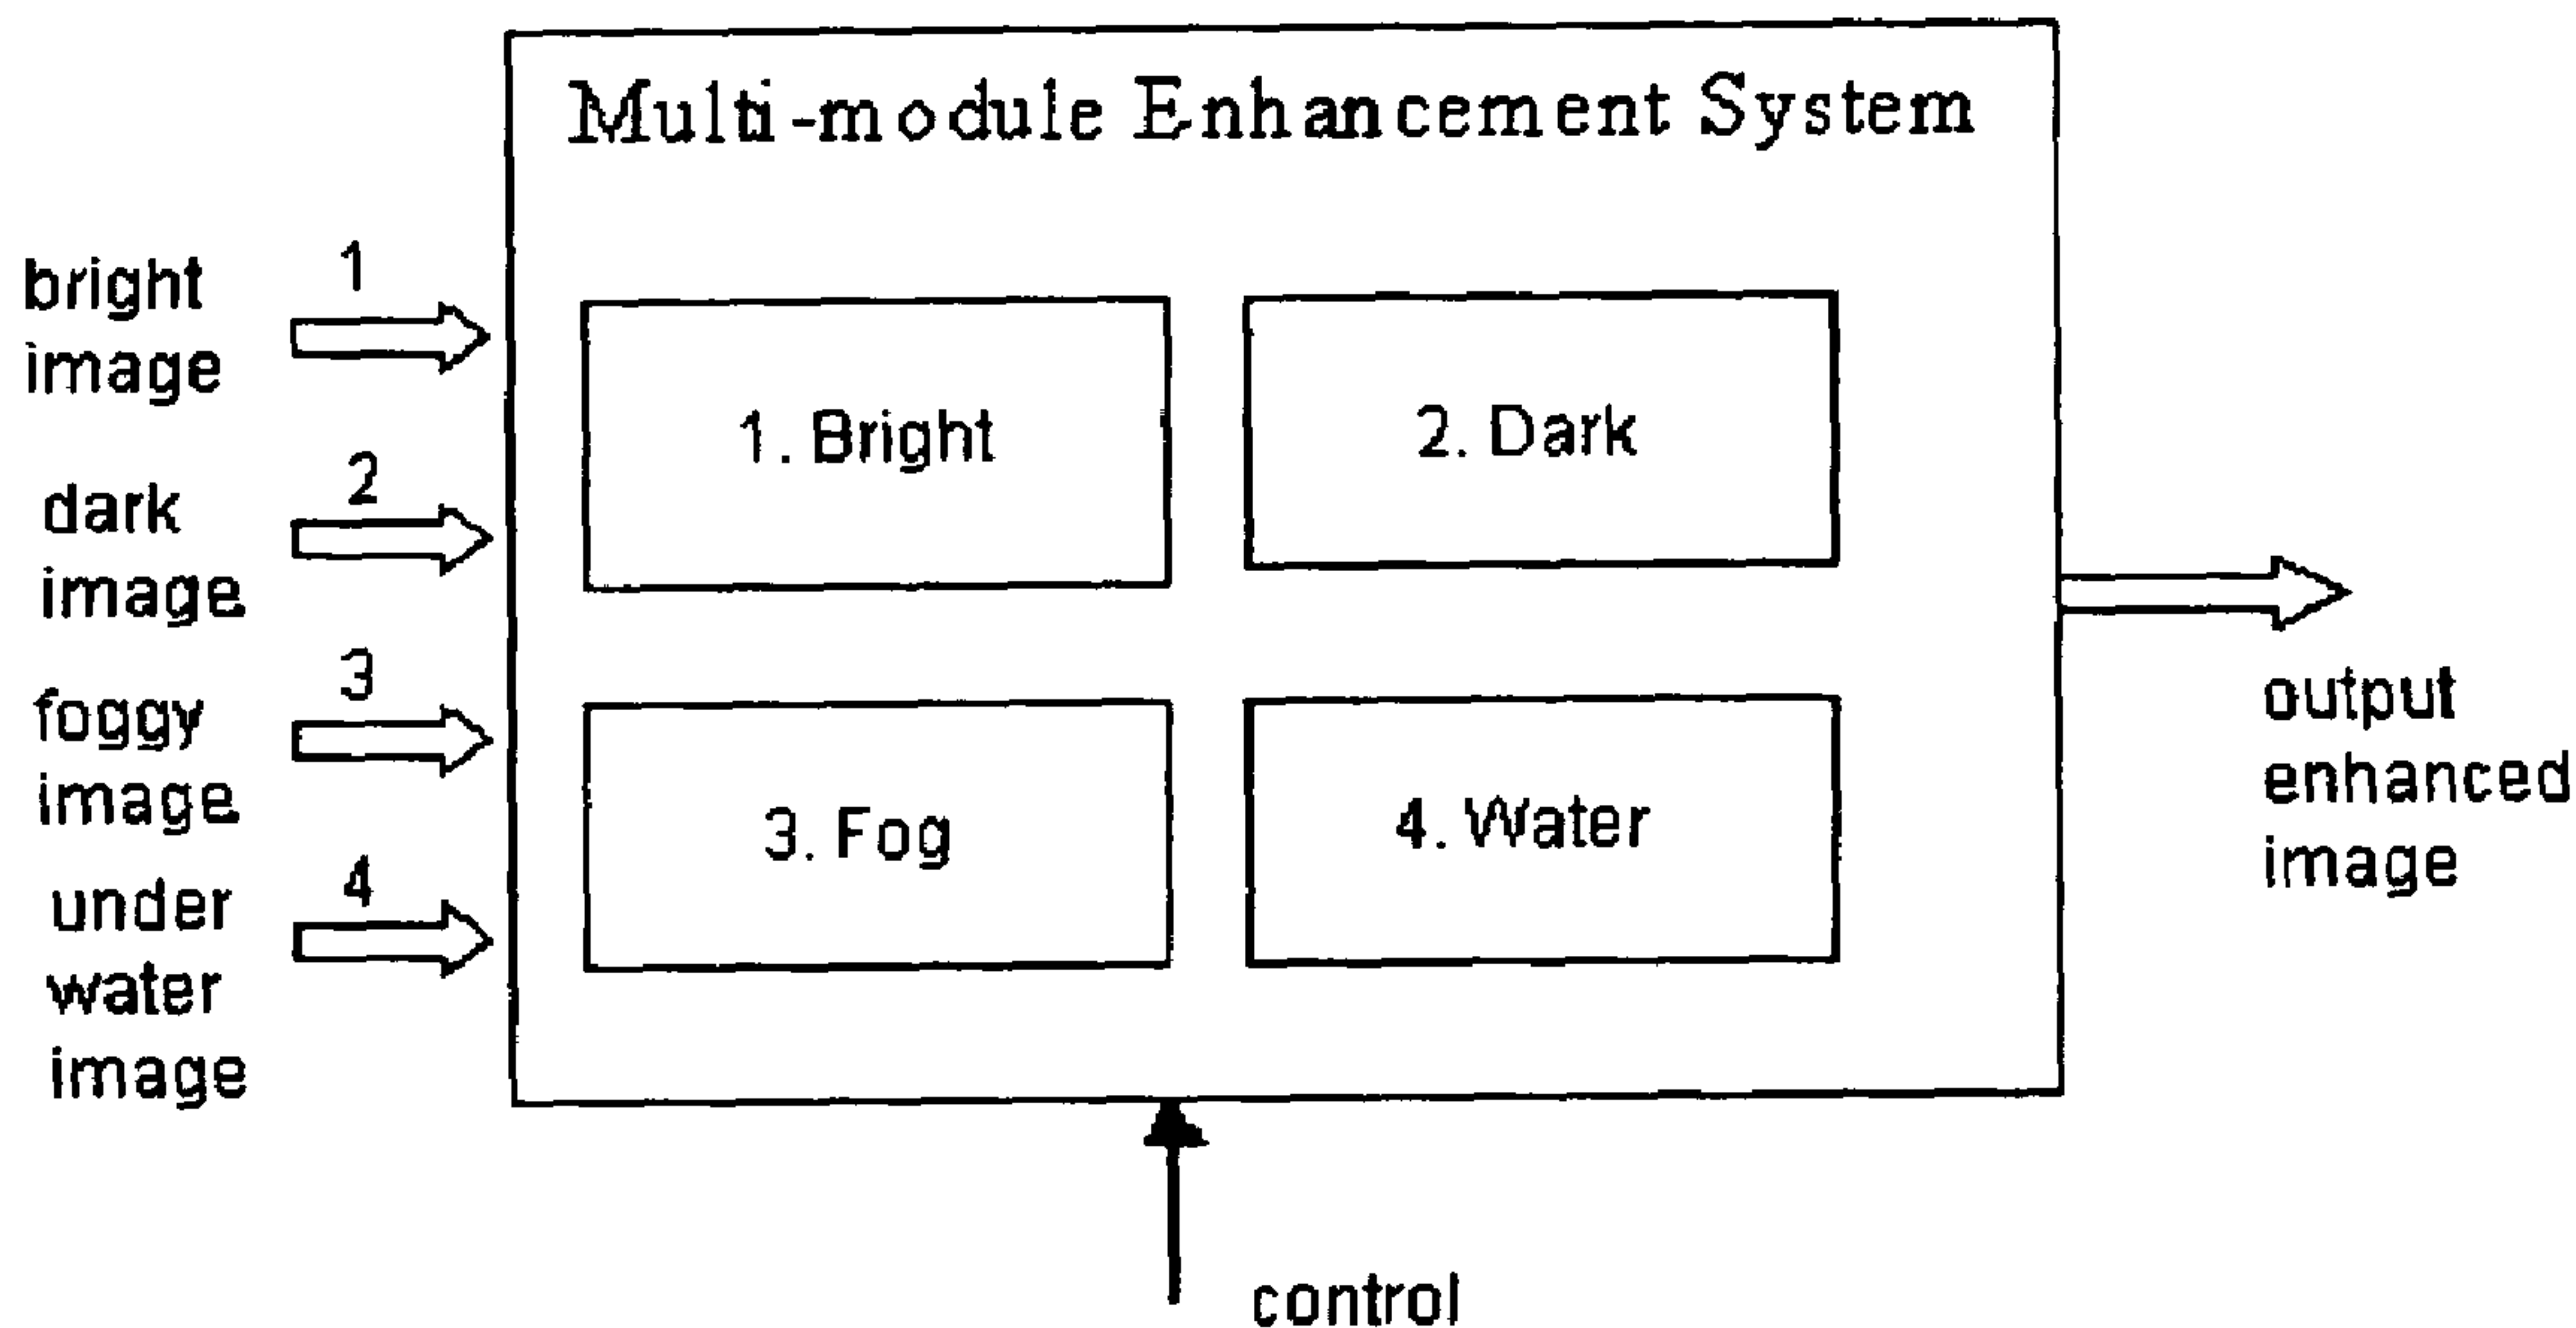 Multi-module Enhancement System
bright
image
1
dark
image
2
foggy
image
3
under
water
image
4
1. Bright
2. Dark
3. Fog
4. Water
output
enhanced
image
control